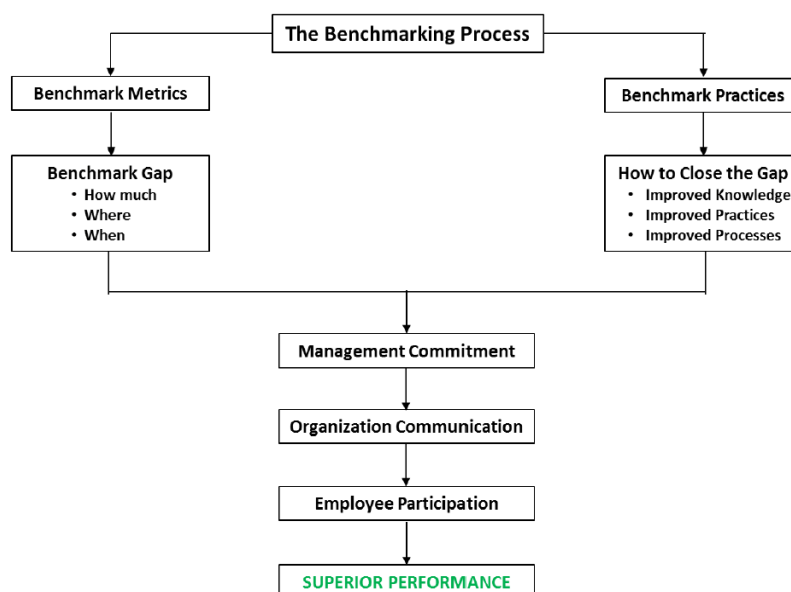 The Benchmarking Process
Benchmark Metrics
Benchmark Practices
Benchmark Gap
• How much
• Where
• When
How to Close the Gap
• Improved Knowledge
• Improved Practices
• Improved Processes
Management Commitment
Organization Communication
Employee Participation
SUPERIOR PERFORMANCE